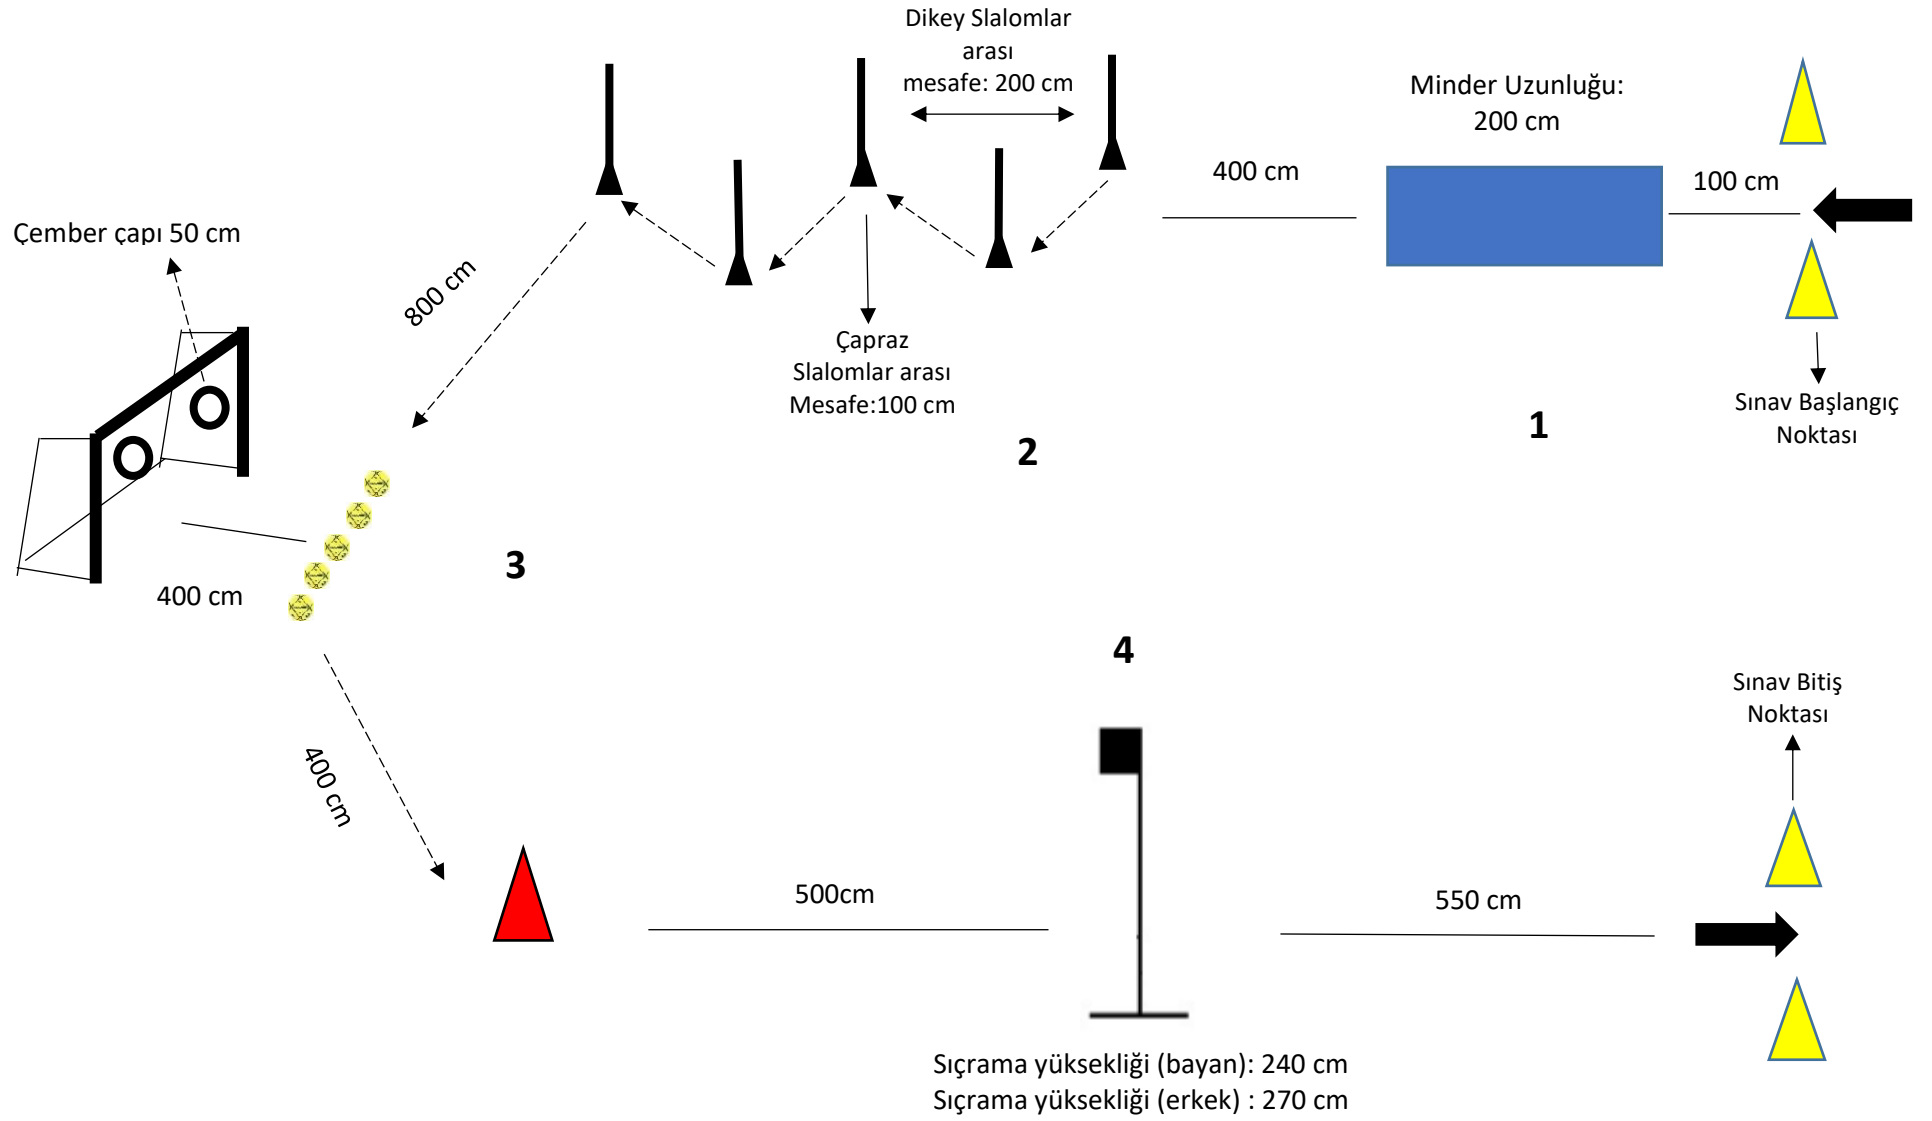 Dikey Slalomlar
arası
mesafe: 200 cm
Minder Uzunluğu:
200 cm
400 cm
100 cm
Çember çapı 50 cm
800 cm
Çapraz
Slalomlar arası
Mesafe:100 cm
Sınav Başlangıç
Noktası
1
2
3
400 cm
4
400 cm
Sınav Bitiş
Noktası
500cm
550 cm
Sıçrama yüksekliği (bayan): 240 cm
Sıçrama yüksekliği (erkek) : 270 cm